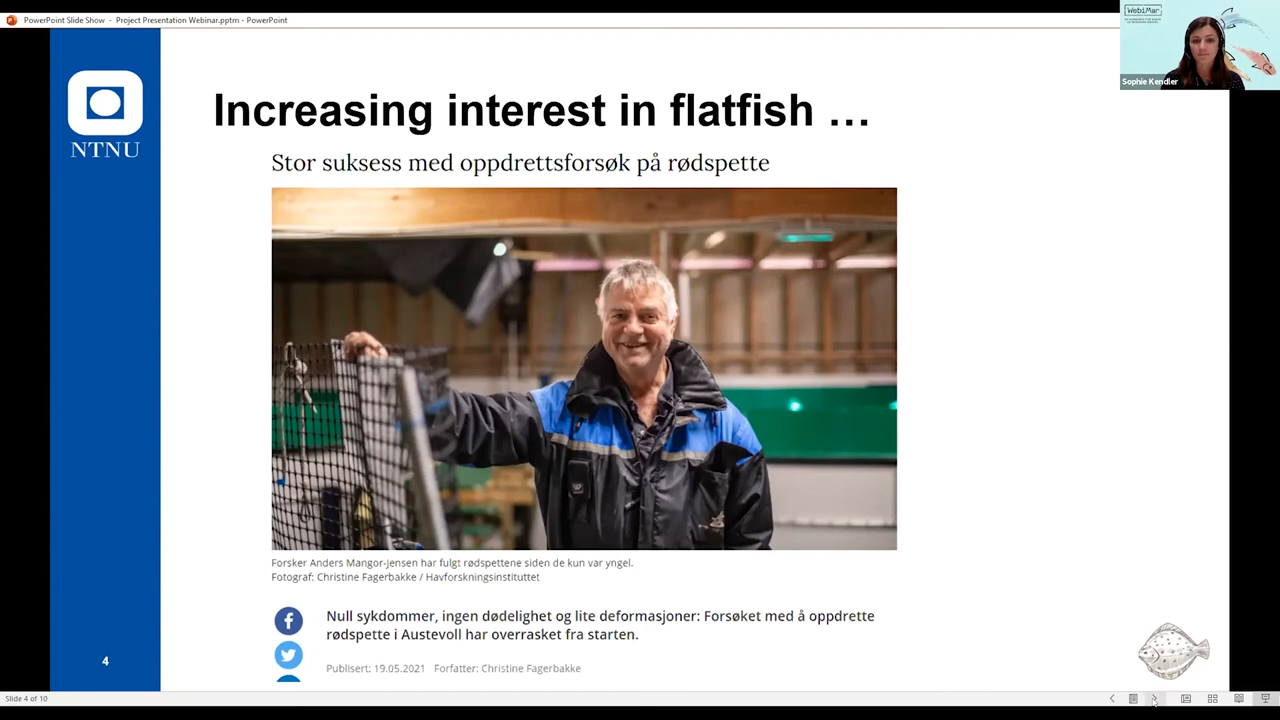 PowerPoint Slide Show - Project Presentation Webinar.pptm - PowerPoint
WebiMar
Sophie Kendler
NTNU
Increasing interest in flatfish …
Stor suksess med oppdrettsforsøk på rødspette
Forsker Anders Mangor-Jensen har fulgt rødspettene siden de kun var yngel.
Fotograf: Christine Fagerbakke / Havforskningsinstituttet
Null sykdommer, ingen dødelighet og lite deformasjoner: Forsøket med å oppdrette
rødspette i Austevoll har overrasket fra starten.
Publisert: 19.05.2021 Forfatter: Christine Fagerbakke
4
Slide 4 of 10